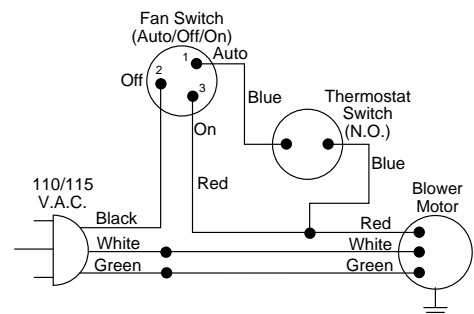 Fan Switch
(Auto/Off/On)
1
Auto
Off
2
3
On
Blue
Thermostat
Switch
(N.O.)
Blue
Red
110/115
V.A.C.
Blower
Motor
Black
Red
White
White
Green
Green